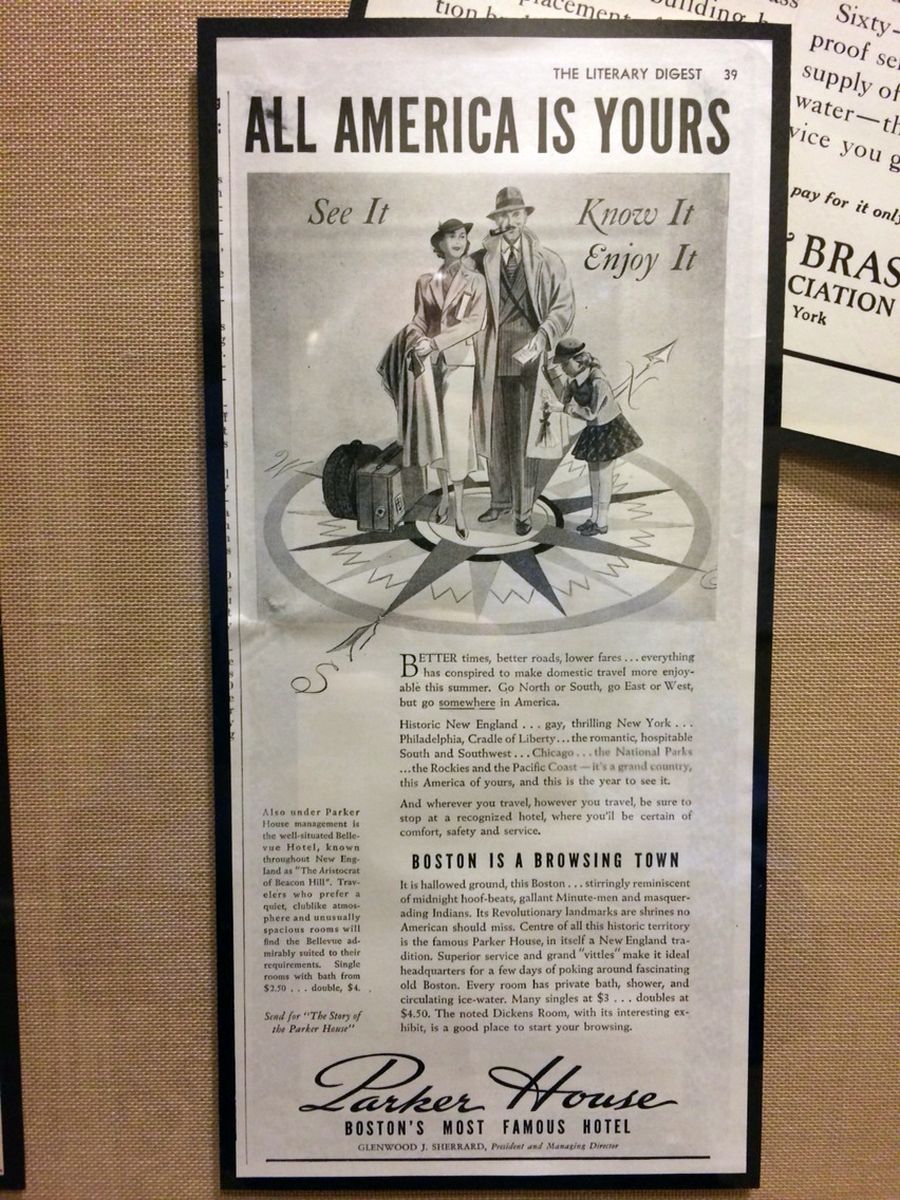 THE LITERARY DIGEST 39
ALL AMERICA IS YOURS
See It
Know It
Enjoy It
W
BETTER times, better roads, lower fares ... everything
has conspired to make domestic travel more enjoy-
able this summer. Go North or South, go East or West,
but go somewhere in America.
Historic New England ... gay, thrilling New York ...
Philadelphia, Cradle of Liberty ... the romantic, hospitable
South and Southwest ... Chicago ... the National Parks
... the Rockies and the Pacific Coast — it's a grand country,
this America of yours, and this is the year to see it.
And wherever you travel, however you travel, be sure to
stop at a recognized hotel, where you'll be certain of
comfort, safety and service.
BOSTON IS A BROWSING TOWN
It is hallowed ground, this Boston ... stirringly reminiscent
of midnight hoof-beats, gallant Minute-men and masquer-
ading Indians. Its Revolutionary landmarks are shrines no
American should miss. Centre of all this historic territory
is the famous Parker House, in itself a New England tra-
dition. Superior service and grand "vittles" make it ideal
headquarters for a few days of poking around fascinating
old Boston. Every room has private bath, shower, and
circulating ice-water. Many singles at $3 ... doubles at
$4.50. The noted Dickens Room, with its interesting ex-
hibit, is a good place to start your browsing.
Also under Parker
House management is
the well-situated Belle-
vue Hotel, known
throughout New Eng-
land as "The Aristocrat
of Beacon Hill". Trav-
elers who prefer a
quiet, clublike atmos-
phere and unusually
spacious rooms will
find the Bellevue ad-
mirably suited to their
requirements. Single
rooms with bath from
$2.50 ... double, $4.
Send for "The Story of
the Parker House"
Parker House
BOSTON'S MOST FAMOUS HOTEL
GLENWOOD J. SHERRARD, President and Managing Director
building
Sixty-
proof
supply of
water—
vice you
pay for it only
BRAS
CIATION
York